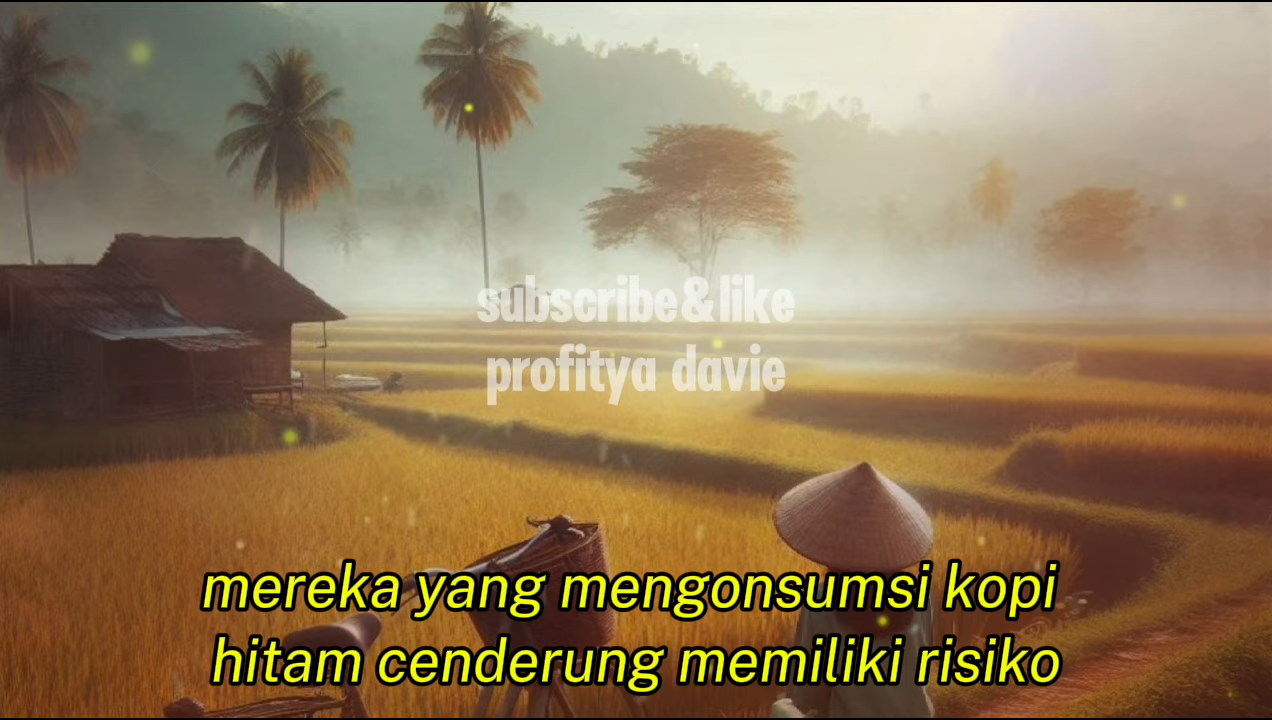 subscribe&like
profitya davie
mereka yang mengonsumsi kopi
hitam cenderung memiliki risiko